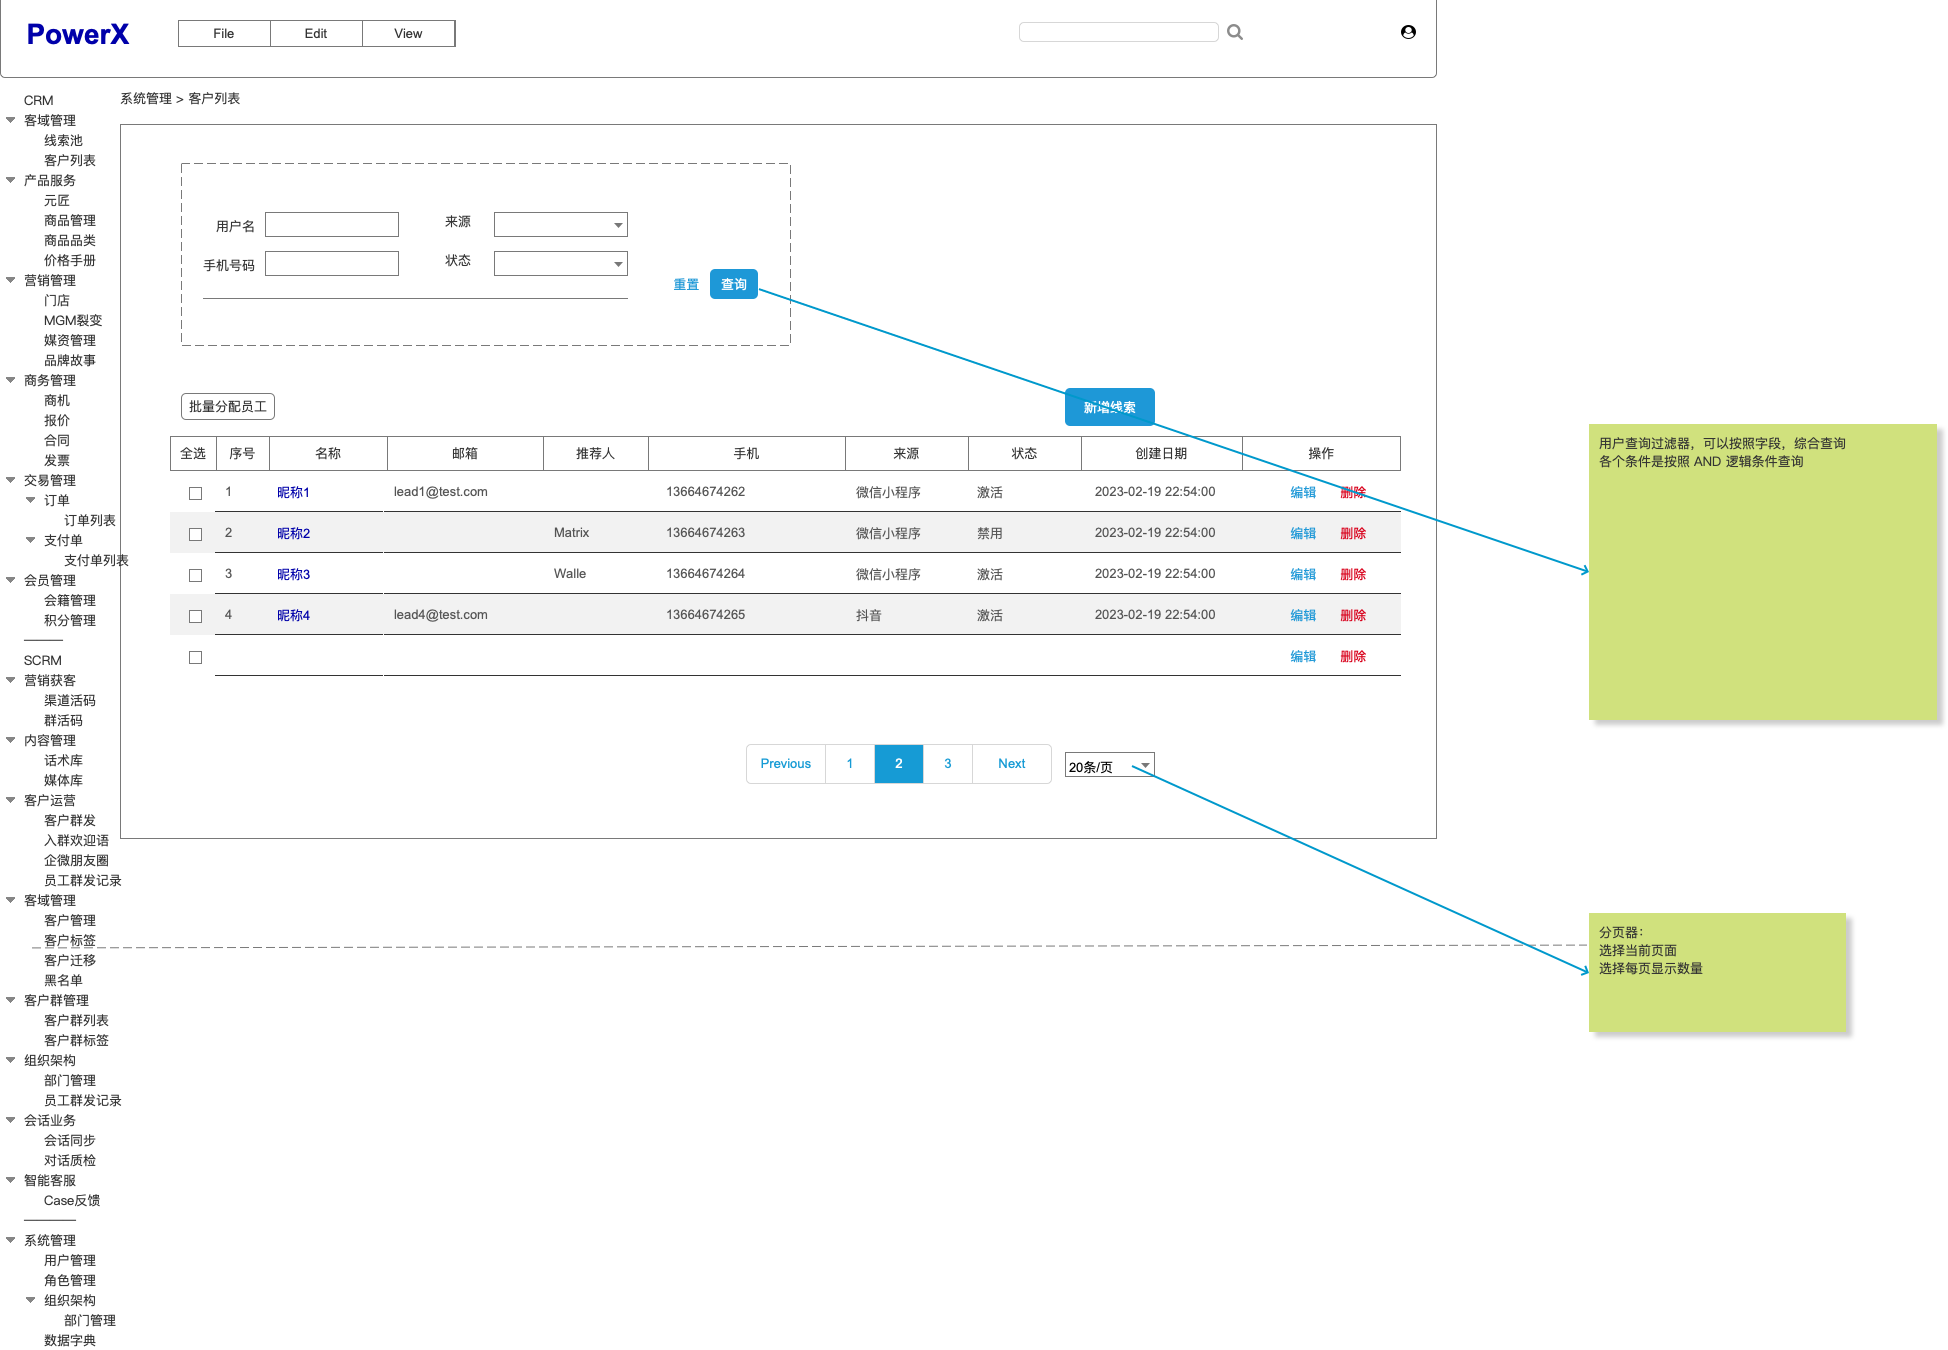 PowerX
File
Edit
View
CRM
客域管理
线索池
客户列表
产品服务
元匠
商品管理
商品品类
价格手册
营销管理
门店
MGM裂变
媒资管理
品牌故事
商务管理
商机
报价
合同
发票
交易管理
订单
订单列表
支付单
支付单列表
会员管理
会籍管理
积分管理
———
SCRM
营销获客
渠道活码
群活码
内容管理
话术库
媒体库
客户运营
客户群发
入群欢迎语
企微朋友圈
员工群发记录
客域管理
客户管理
客户标签
客户迁移
黑名单
客户群管理
客户群列表
客户群标签
组织架构
部门管理
员工群发记录
会话业务
会话同步
对话质检
智能客服
Case反馈
————
系统管理
用户管理
角色管理
组织架构
部门管理
数据字典
系统管理 > 客户列表
用户名
来源
手机号码
状态
重置
查询
批量分配员工
新增线索
全选 序号 名称 邮箱 推荐人 手机 来源 状态 创建日期 操作
1 昵称1 lead1@test.com 13664674262 微信小程序 激活 2023-02-19 22:54:00 编辑 删除
2 昵称2 Matrix 13664674263 微信小程序 禁用 2023-02-19 22:54:00 编辑 删除
3 昵称3 Walle 13664674264 微信小程序 激活 2023-02-19 22:54:00 编辑 删除
4 昵称4 lead4@test.com 13664674265 抖音 激活 2023-02-19 22:54:00 编辑 删除
编辑 删除
Previous 1 2 3 Next
20条/页
用户查询过滤器，可以按照字段，综合查询
各个条件是按照 AND 逻辑条件查询
分页器：
选择当前页面
选择每页显示数量